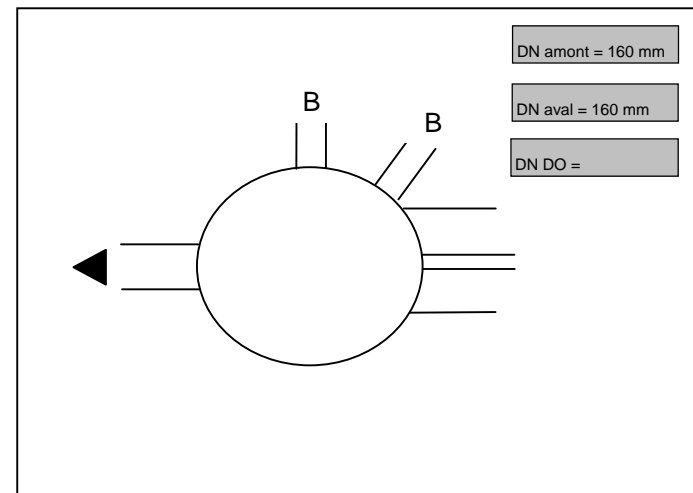 DN amont = 160 mm
DN aval = 160 mm
DN DO =
B
B